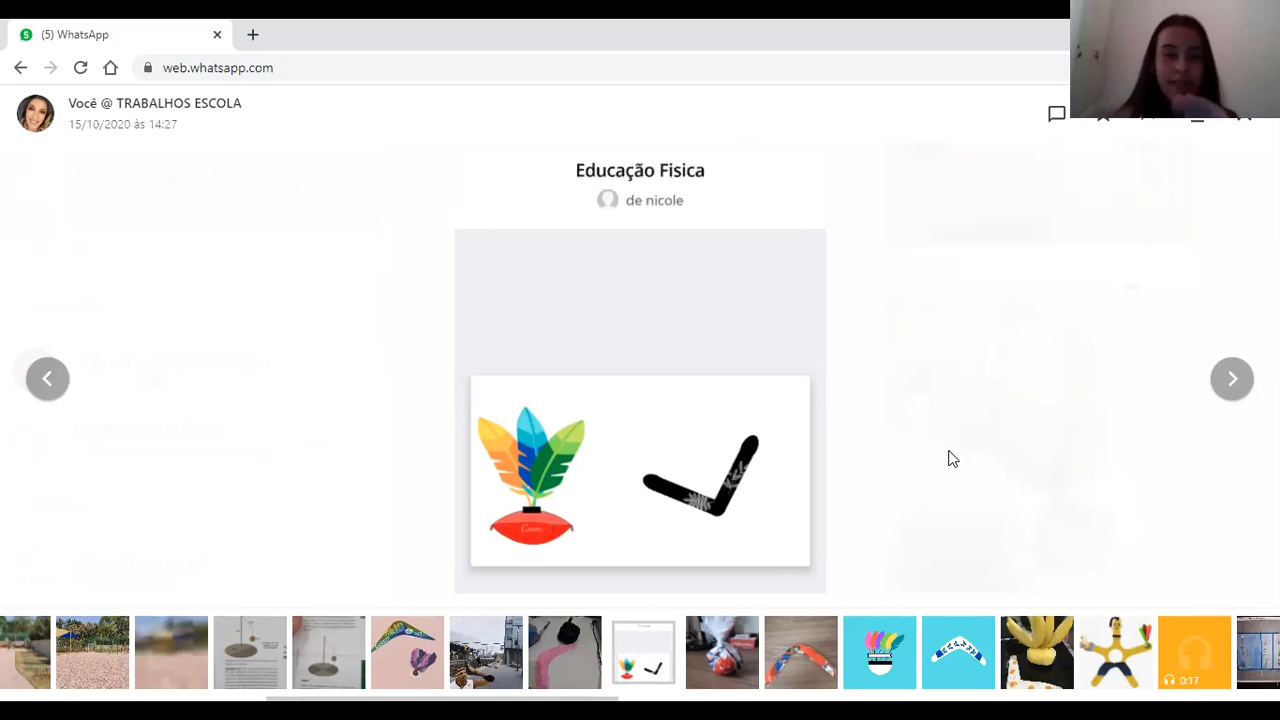 (5) WhatsApp
web.whatsapp.com
Você @ TRABALHOS ESCOLA
15/10/2020 às 14:27
Educação Fisica
de nicole
0:17